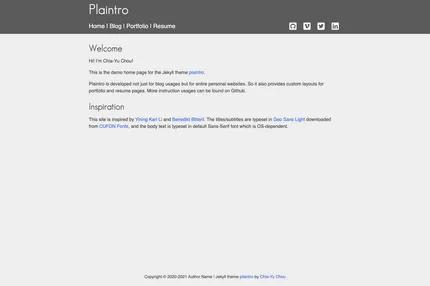 Plaintro
Home | Blog | Portfolio | Resume
Welcome
Hi! I'm Chia-Yu Chou!
This is the demo home page for the Jekyll theme plaintro.
Plaintro is developed not just for blog usages but for entire personal websites. So it also provides custom layouts for
portfolio and resume pages. More instruction usages can be found on Github.
Inspiration
This site is inspired by Yining Karl Li and Benedikt Bitterli. The titles/subtitles are typeset in Geo Sans Light downloaded
from CUFON Fonts, and the body text is typeset in default Sans-Serif font which is OS-dependent.
Copyright © 2020-2021 Author Name | Jekyll theme plaintro by Chia-Yu Chou